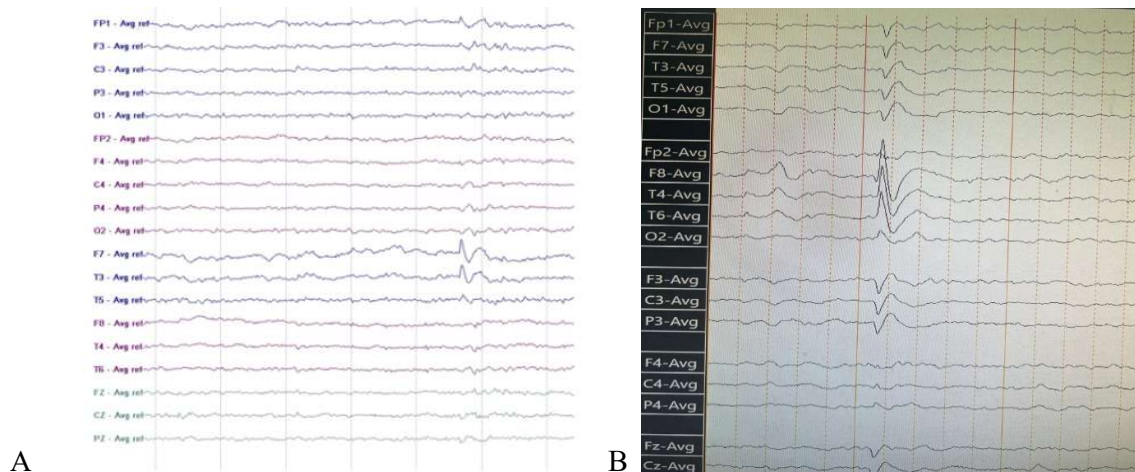 FP1 - Avg ref
F3 - Avg ref
C3 - Avg ref
P3 - Avg ref
O1 - Avg ref
FP2 - Avg ref
F4 - Avg ref
C4 - Avg ref
P4 - Avg ref
O2 - Avg ref
F7 - Avg ref
T3 - Avg ref
T5 - Avg ref
F8 - Avg ref
T4 - Avg ref
T6 - Avg ref
FZ - Avg ref
CZ - Avg ref
PZ - Avg ref
A
Fp1-Avg
F7-Avg
T3-Avg
T5-Avg
O1-Avg
Fp2-Avg
F8-Avg
T4-Avg
T6-Avg
O2-Avg
F3-Avg
C3-Avg
P3-Avg
F4-Avg
C4-Avg
P4-Avg
Fz-Avg
Cz-Avg
B